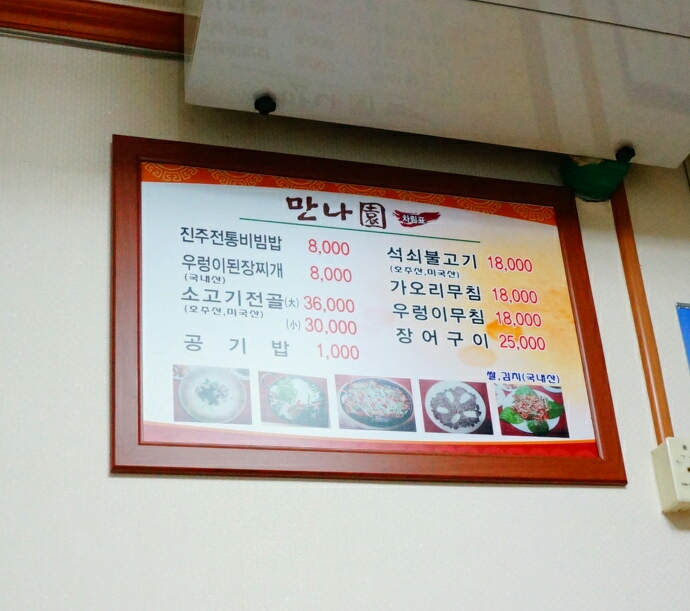 만나園 차림표
진주전통비빔밥 8,000
우렁이된장찌개 8,000
(국내산)
소고기전골(大) 36,000
(호주산,미국산)
(小) 30,000
공기밥 1,000
석쇠불고기 18,000
(호주산,미국산)
가오리무침 18,000
우렁이무침 18,000
장어구이 25,000
쌀,김치(국내산)